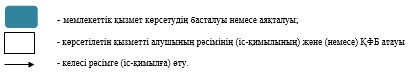 - мемлекеттік қызмет көрсетудің басталуы немесе аяқталуы;
- көрсетілетін қызметті алушының рәсімінің (іс-қимылының) және (немесе) ҚФБ атауы
- келесі рәсімге (іс-қимылға) өту.